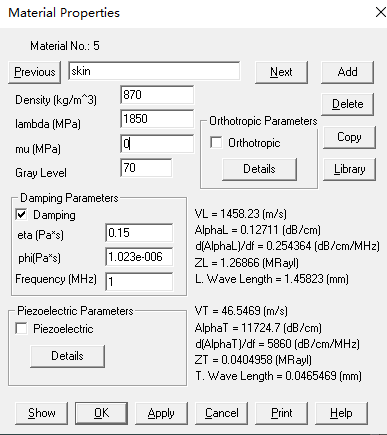 Material Properties
Material No.: 5
Previous skin Next Add
Density (kg/m^3) 870
Delete
lambda (MPa) 1850
Orthotropic Parameters
mu (MPa) 0
Orthotropic
Copy
Gray Level 70
Details
Library
Damping Parameters
Damping
eta (Pa*s) 0.15
phi(Pa*s) 1.023e-006
Frequency (MHz) 1
VL = 1458.23 (m/s)
AlphaL = 0.12711 (dB/cm)
d(AlphaL)/df = 0.254364 (dB/cm/MHz)
ZL = 1.26866 (MRayl)
L. Wave Length = 1.45823 (mm)
Piezoelectric Parameters
Piezoelectric
Details
VT = 46.5469 (m/s)
AlphaT = 11724.7 (dB/cm)
d(AlphaT)/df = 5860 (dB/cm/MHz)
ZT = 0.0404958 (MRayl)
T. Wave Length = 0.0465469 (mm)
Show OK Apply Cancel Print Help